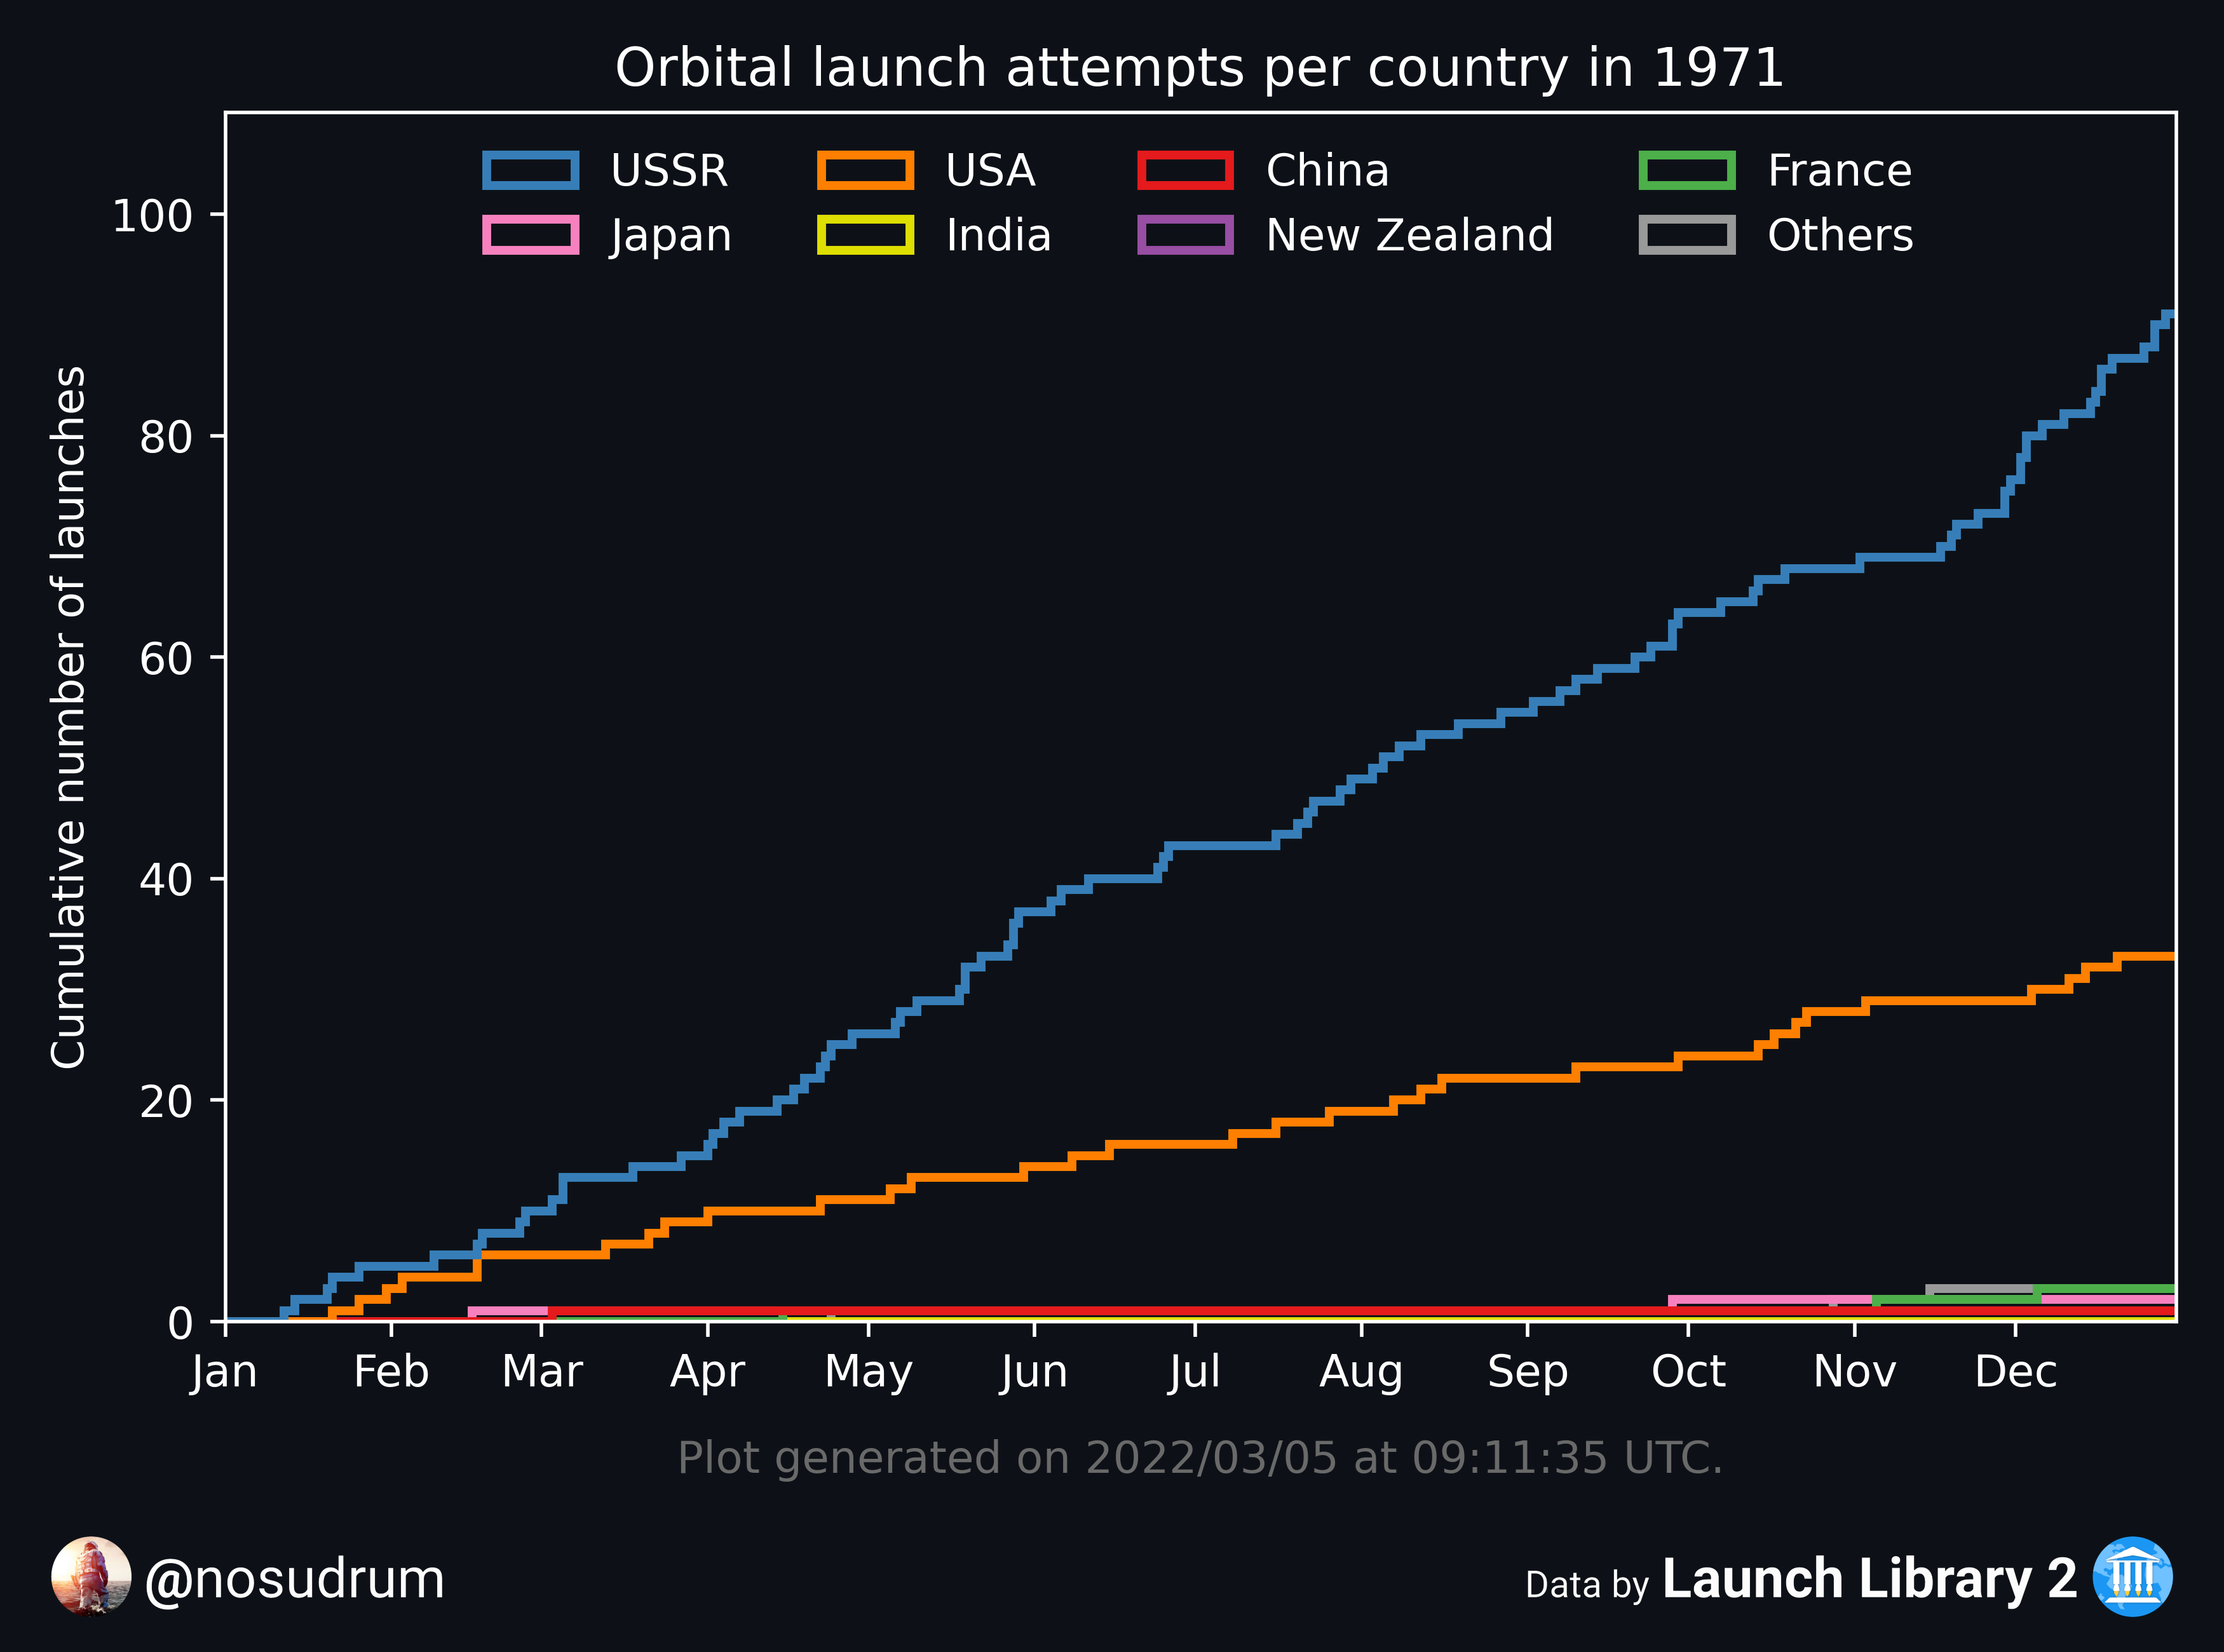 Orbital launch attempts per country in 1971
USSR USA China France
Japan India New Zealand Others
Cumulative number of launches
100
80
60
40
20
0
Jan Feb Mar Apr May Jun Jul Aug Sep Oct Nov Dec
Plot generated on 2022/03/05 at 09:11:35 UTC.
@nosudrum
Data by Launch Library 2